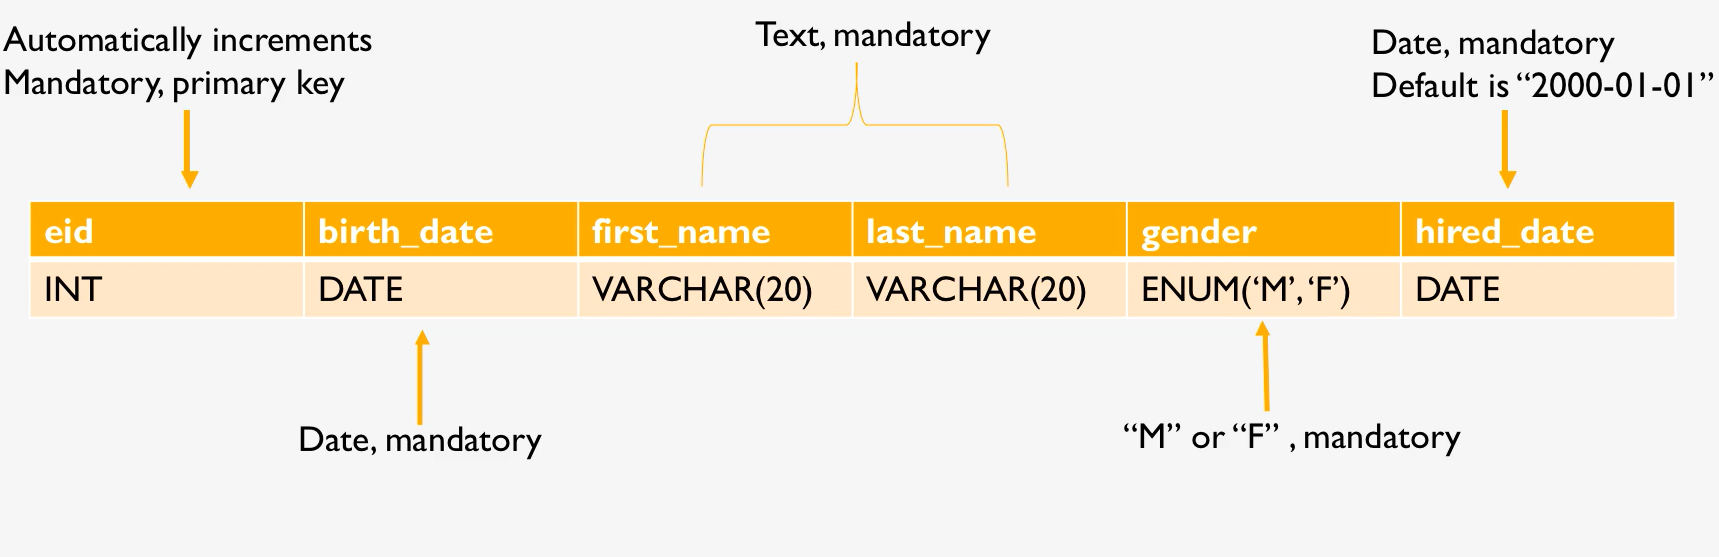 Automatically increments
Mandatory, primary key
Text, mandatory
Date, mandatory
Default is “2000-01-01”
eid birth_date first_name last_name gender hired_date
INT DATE VARCHAR(20) VARCHAR(20) ENUM(‘M’, ‘F’) DATE
Date, mandatory
“M” or “F” , mandatory